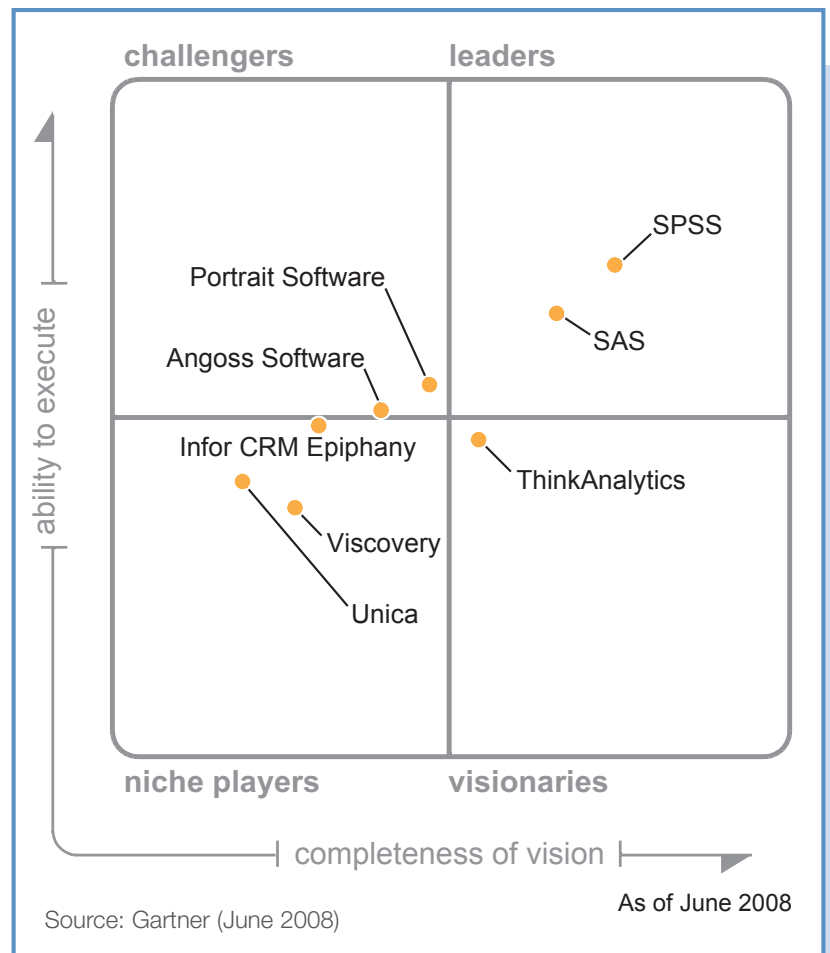 challengers
leaders
SPSS
Portrait Software
SAS
Angoss Software
Infor CRM Epiphany
ThinkAnalytics
Viscovery
Unica
ability to execute
niche players
visionaries
completeness of vision
As of June 2008
Source: Gartner (June 2008)